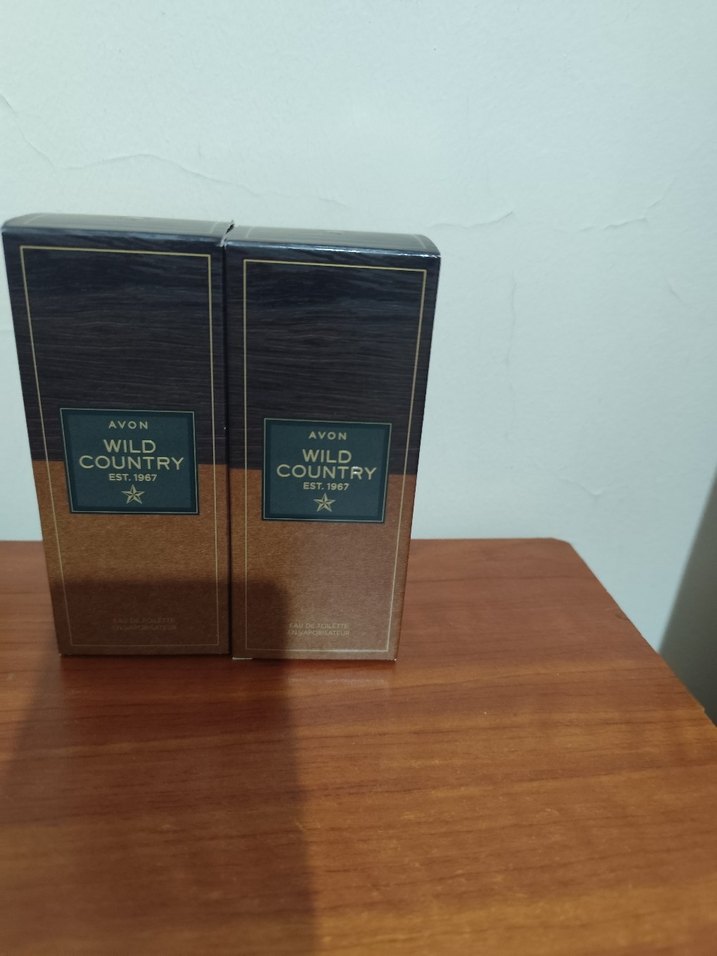 AVON
WILD
COUNTRY
EST. 1967
EAU DE TOILETTE
EN VAPORISATEUR
AVON
WILD
COUNTRY
EST. 1967
EAU DE TOILETTE
EN VAPORISATEUR